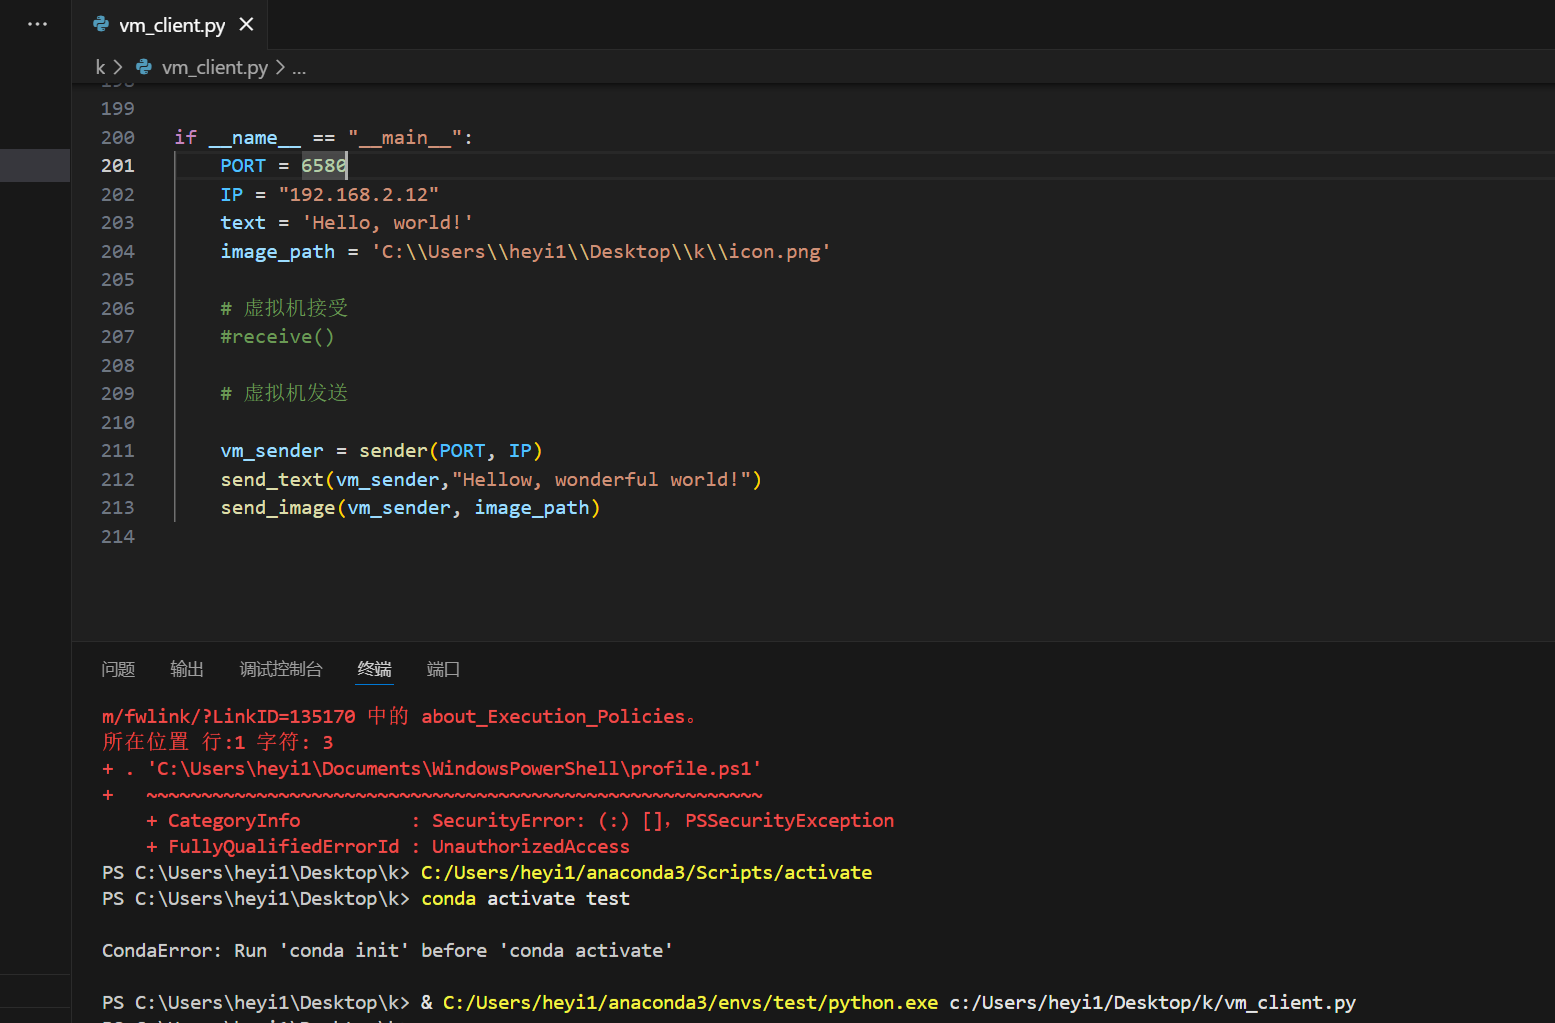 vm_client.py
k > vm_client.py > ...
199
200 if __name__ == "__main__":
201 PORT = 6580
202 IP = "192.168.2.12"
203 text = 'Hello, world!'
204 image_path = 'C:\\Users\\heyi1\\Desktop\\k\\icon.png'
205
206 # 虚拟机接受
207 #receive()
208
209 # 虚拟机发送
210
211 vm_sender = sender(PORT, IP)
212 send_text(vm_sender,"Hellow, wonderful world!")
213 send_image(vm_sender, image_path)
214
问题 输出 调试控制台 终端 端口
m/fwlink/?LinkID=135170 中的 about_Execution_Policies。
所在位置 行:1 字符: 3
+ . 'C:\Users\heyi1\Documents\WindowsPowerShell\profile.ps1'
+   ~~~~~~~~~~~~~~~~~~~~~~~~~~~~~~~~~~~~~~~~~~~~~~~~~~~~~~~~
    + CategoryInfo          : SecurityError: (:) [], PSSecurityException
    + FullyQualifiedErrorId : UnauthorizedAccess
PS C:\Users\heyi1\Desktop\k> C:/Users/heyi1/anaconda3/Scripts/activate
PS C:\Users\heyi1\Desktop\k> conda activate test
CondaError: Run 'conda init' before 'conda activate'
PS C:\Users\heyi1\Desktop\k> & C:/Users/heyi1/anaconda3/envs/test/python.exe c:/Users/heyi1/Desktop/k/vm_client.py